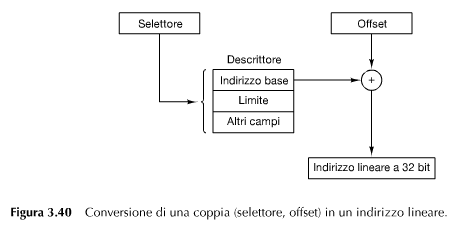 Selettore
Offset
Descrittore
Indirizzo base
+
Limite
Altri campi
Indirizzo lineare a 32 bit
Figura 3.40 Conversione di una coppia (selettore, offset) in un indirizzo lineare.